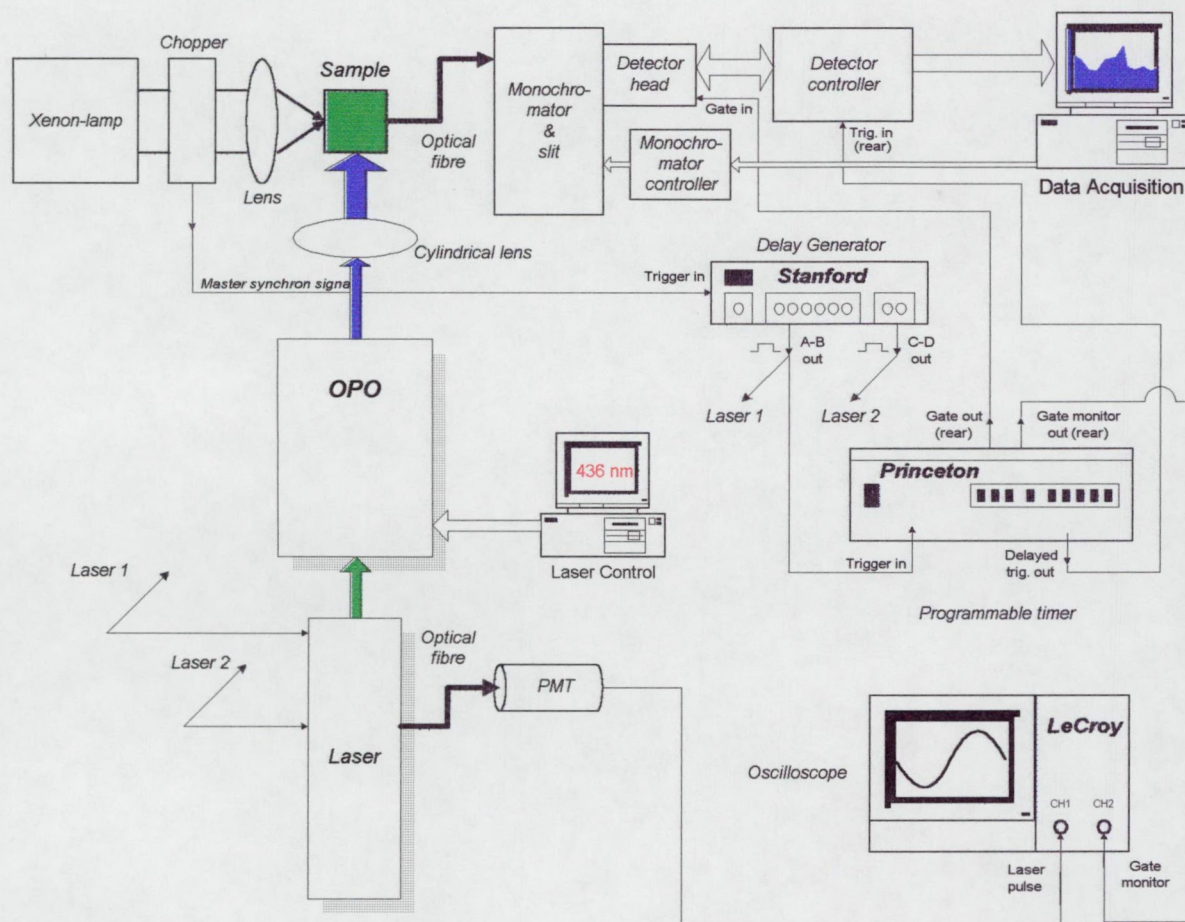 Chopper
Xenon-lamp
Lens
Sample
Optical
fibre
Monochro-
mator
&
slit
Detector
head
Gate in
Monochro-
mator
controller
Detector
controller
Trig. in
(rear)
Data Acquisition
Cylindrical lens
Master synchron signa
Delay Generator
Trigger in
Stanford
A-B
out
C-D
out
Laser 1
Laser 2
OPO
436 nm
Laser Control
Gate out
(rear)
Gate monitor
out (rear)
Princeton
Trigger in
Delayed
trig. out
Programmable timer
Laser 1
Laser 2
Optical
fibre
PMT
Laser
Oscilloscope
LeCroy
CH1
CH2
Laser
pulse
Gate
monitor